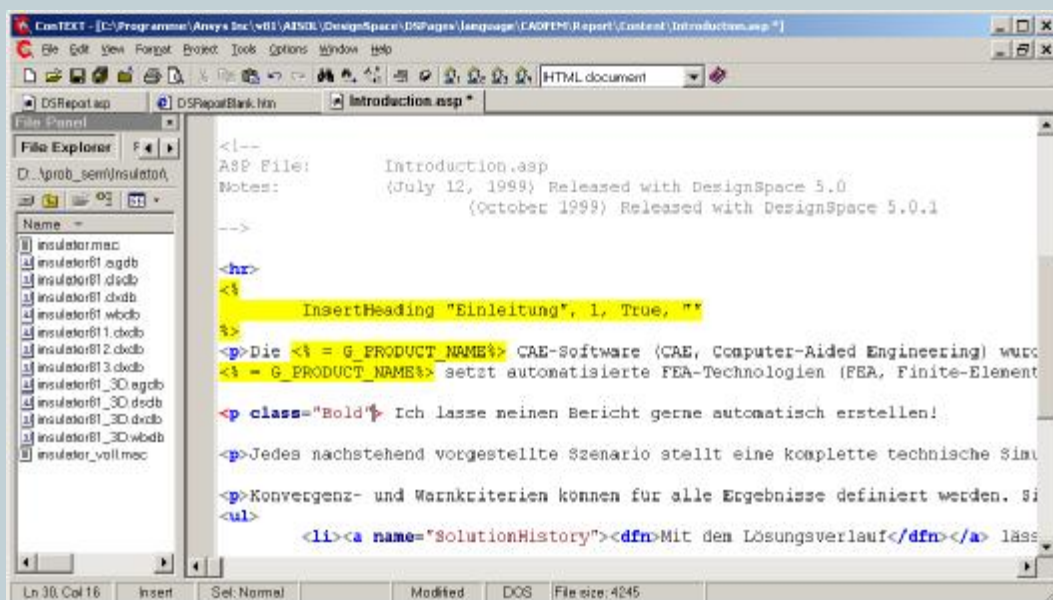 ConTEXT - [C:\Programme\Ansys Inc\v81\AISOL\DesignSpace\DSPages\language\CADFEM\Report\Content\Introduction.asp *]
File Edit View Format Project Tools Options Window Help
HTML document
DSReport.asp DSReportBlank.htm Introduction.asp *
File Panel
File Explorer F
D:..\prob_sem\Insulator\
Name
insulator.mac
insulator81.agdb
insulator81.dsdb
insulator81.dxdb
insulator81.wbdb
insulator811.dxdb
insulator812.dxdb
insulator813.dxdb
insulator81_3D.agdb
insulator81_3D.dsdb
insulator81_3D.dxdb
insulator81_3D.wbdb
insulator_voll.mac
<!--
ASP File: Introduction.asp
Notes: (July 12, 1999) Released with DesignSpace 5.0
(October 1999) Released with DesignSpace 5.0.1
-->
<hr>
<%
InsertHeading "Einleitung", 1, True, ""
%>
<p>Die <% = G_PRODUCT_NAME%> CAE-Software (CAE, Computer-Aided Engineering) wurd
<% = G_PRODUCT_NAME%> setzt automatisierte FEA-Technologien (FEA, Finite-Element
<p class="Bold"> Ich lasse meinen Bericht gerne automatisch erstellen!
<p>Jedes nachstehend vorgestellte Szenario stellt eine komplette technische Simu
<p>Konvergenz- und Warnkriterien können für alle Ergebnisse definiert werden. Si
<ul>
<li><a name="SolutionHistory"><dfn>Mit dem Lösungsverlauf</dfn></a> läss
Ln 30, Col 16 Insert Sel: Normal Modified DOS File size: 4245